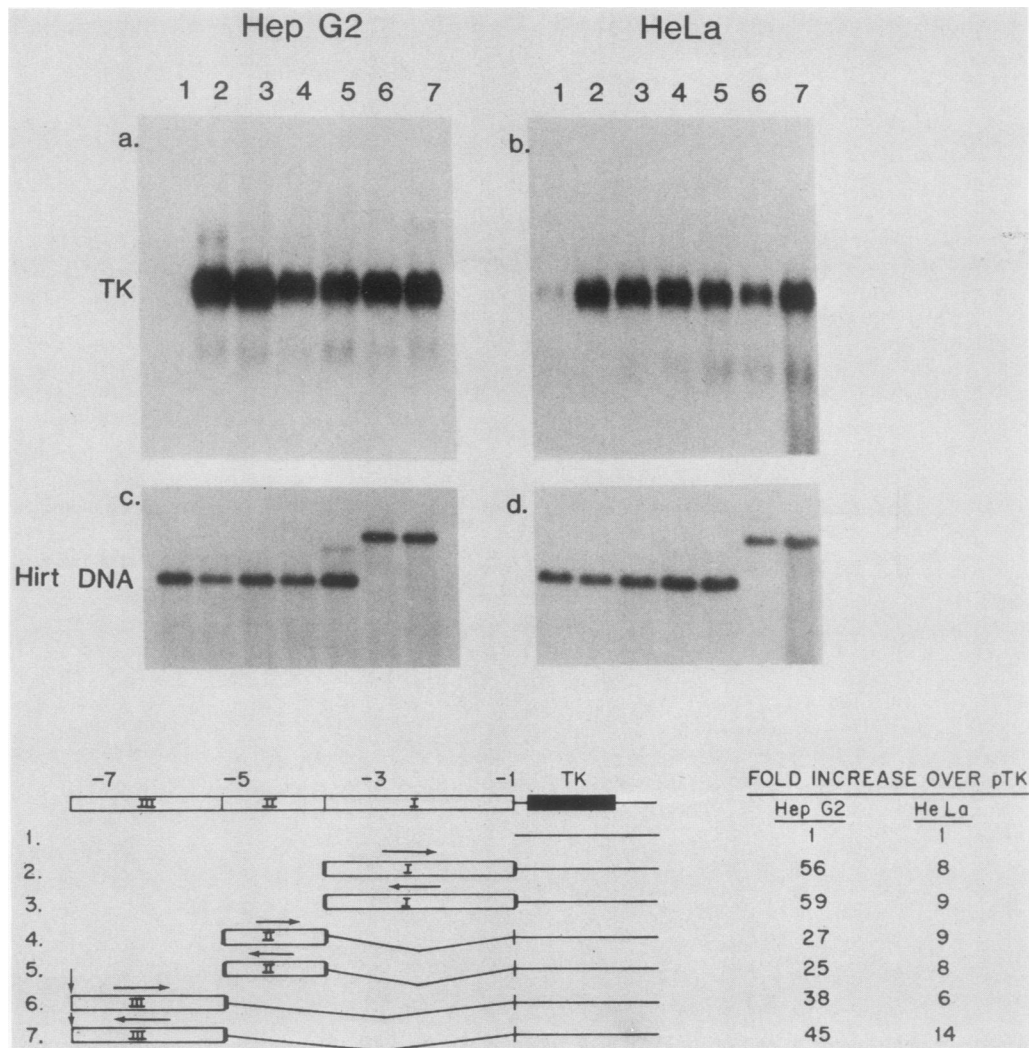 Hep G2 HeLa
1 2 3 4 5 6 7 1 2 3 4 5 6 7
a. b.
TK
c. d.
Hirt DNA
-7 -5 -3 -1 TK FOLD INCREASE OVER pTK
III II I Hep G2 He La
1. 1 1
2. I 56 8
3. I 59 9
4. II 27 9
5. II 25 8
6. III 38 6
7. III 45 14